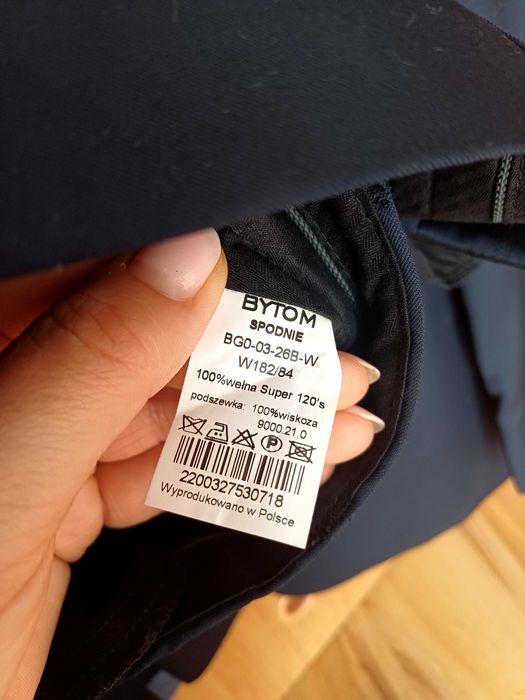 BYTOM
SPODNIE
BG0-03-26B-W
W182/84
100%wełna Super 120's
podszewka: 100%wiskoza
9000.21.0
P
2200327530718
Wyprodukowano w Polsce